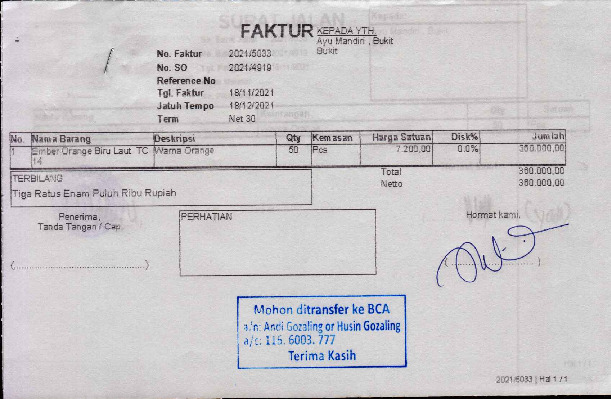 FAKTUR
KEPADA YTH,
Ayu Mandiri , Bukit
Bukit
No. Faktur 2021/5033
No. SO 2021/4919
Reference No
Tgl. Faktur 18/11/2021
Jatuh Tempo 18/12/2021
Term Net 30
No. Nama Barang Deskripsi Qty Kemasan Harga Satuan Disk% Jumlah
1 Ember Orange Biru Laut TC 14 Warna Orange 50 Pcs 7.200,00 0.0% 360.000,00
Total 360.000,00
Netto 360.000,00
TERBILANG
Tiga Ratus Enam Puluh Ribu Rupiah
Penerima,
Tanda Tangan / Cap.
PERHATIAN
Hormat kami,
Mohon ditransfer ke BCA
a/n: Andi Gozaling or Husin Gozaling
a/c: 115. 6003. 777
Terima Kasih
2021/5033 | Hal 1 / 1